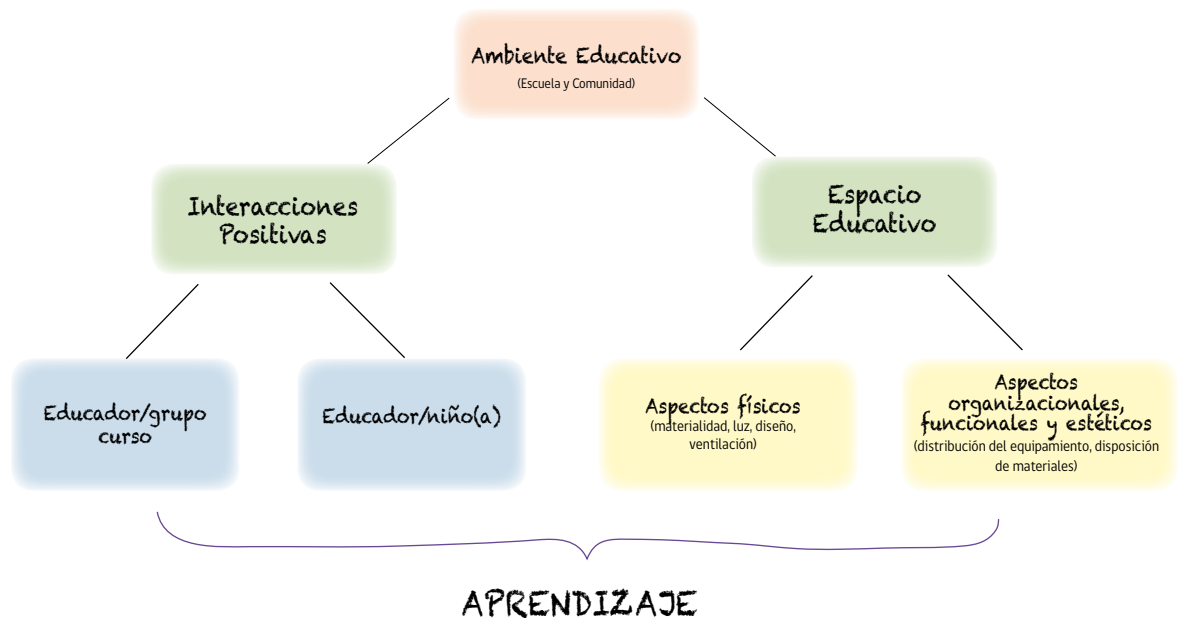 Ambiente Educativo
(Escuela y Comunidad)
Interacciones
Positivas
Espacio
Educativo
Educador/grupo
curso
Educador/niño(a)
Aspectos físicos
(materialidad, luz, diseño,
ventilación)
Aspectos
organizacionales,
funcionales y estéticos
(distribución del equipamiento, disposición
de materiales)
APRENDIZAJE